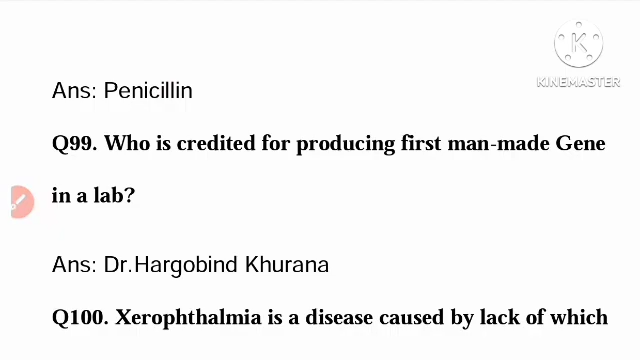 K
KINEMASTER
Ans: Penicillin
Q99. Who is credited for producing first man-made Gene
in a lab?
Ans: Dr.Hargobind Khurana
Q100. Xerophthalmia is a disease caused by lack of which